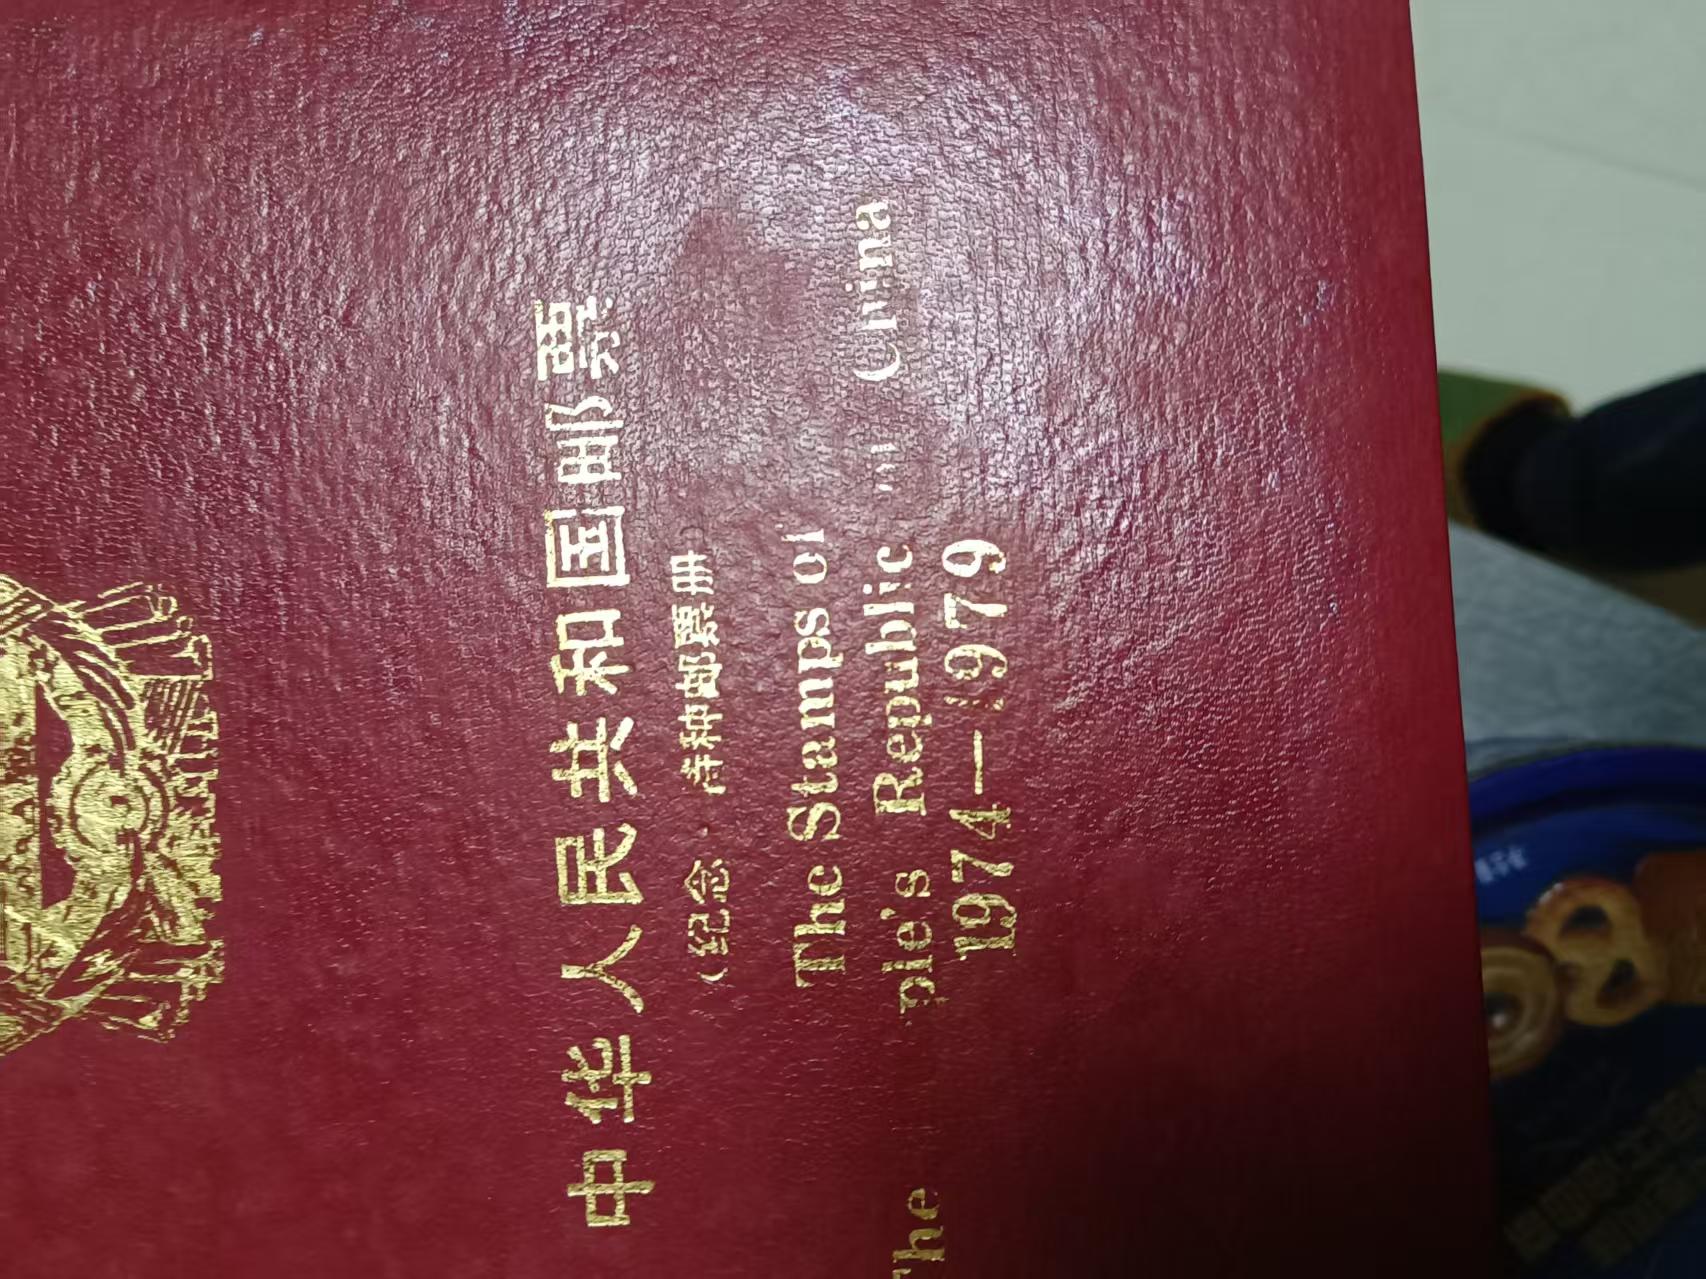 中华人民共和国邮票
(纪念、特种邮票册
The Stamps of
The ple's Republic China
1974—1979